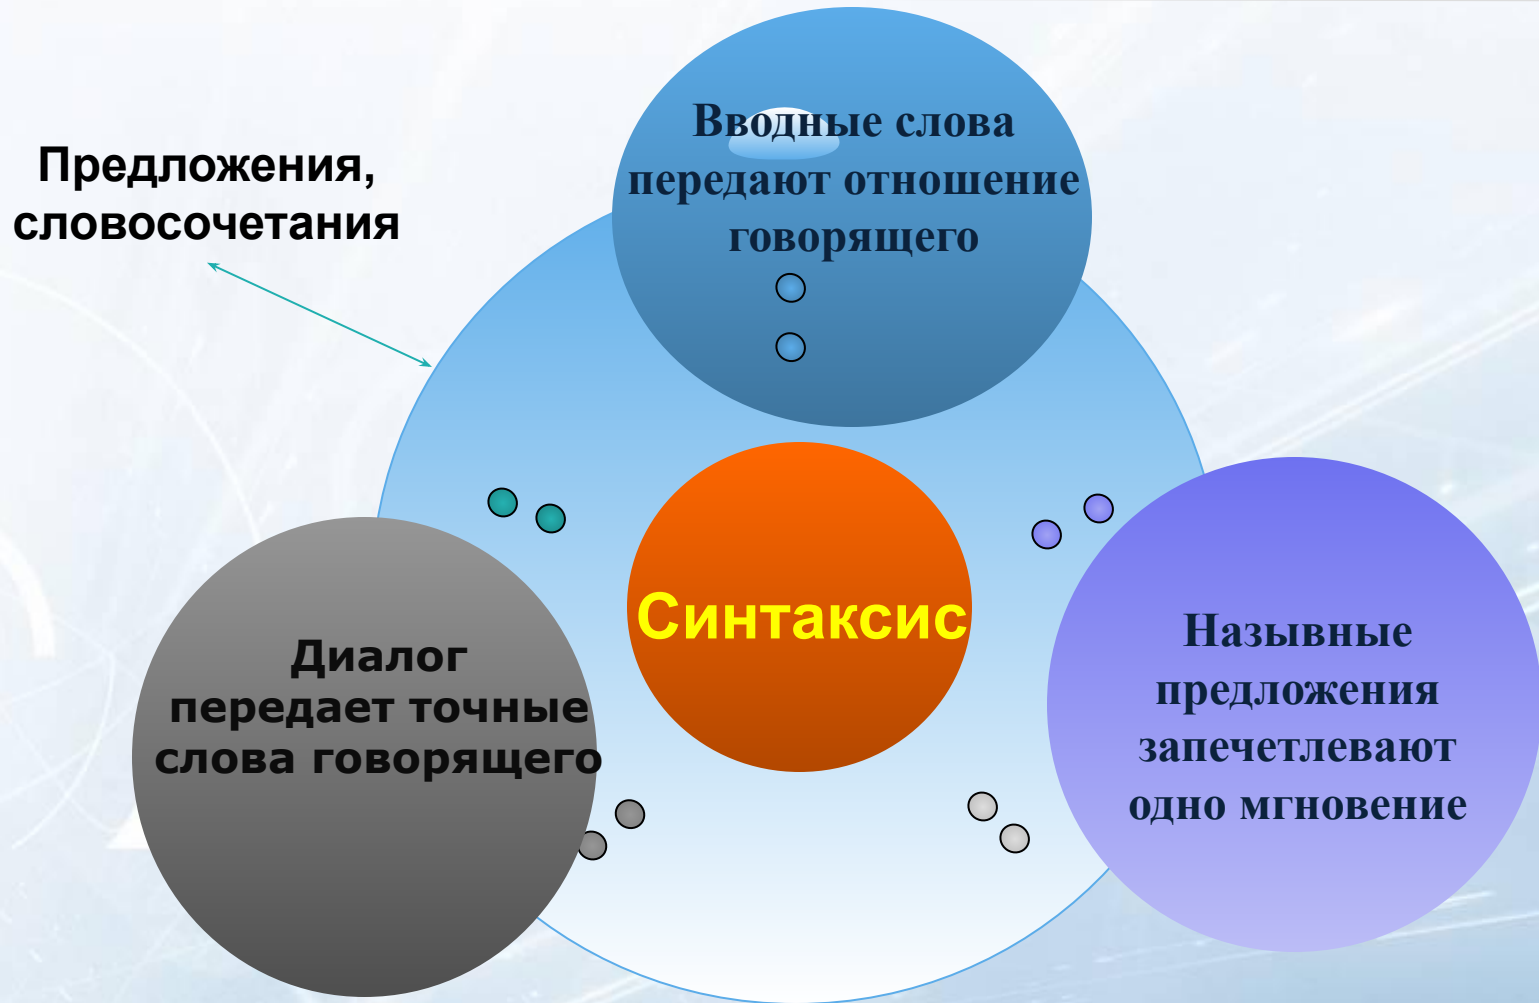 Вводные слова
передают отношение
говорящего
Предложения,
словосочетания
Синтаксис
Диалог
передает точные
слова говорящего
Назывные
предложения
запечетлевают
одно мгновение